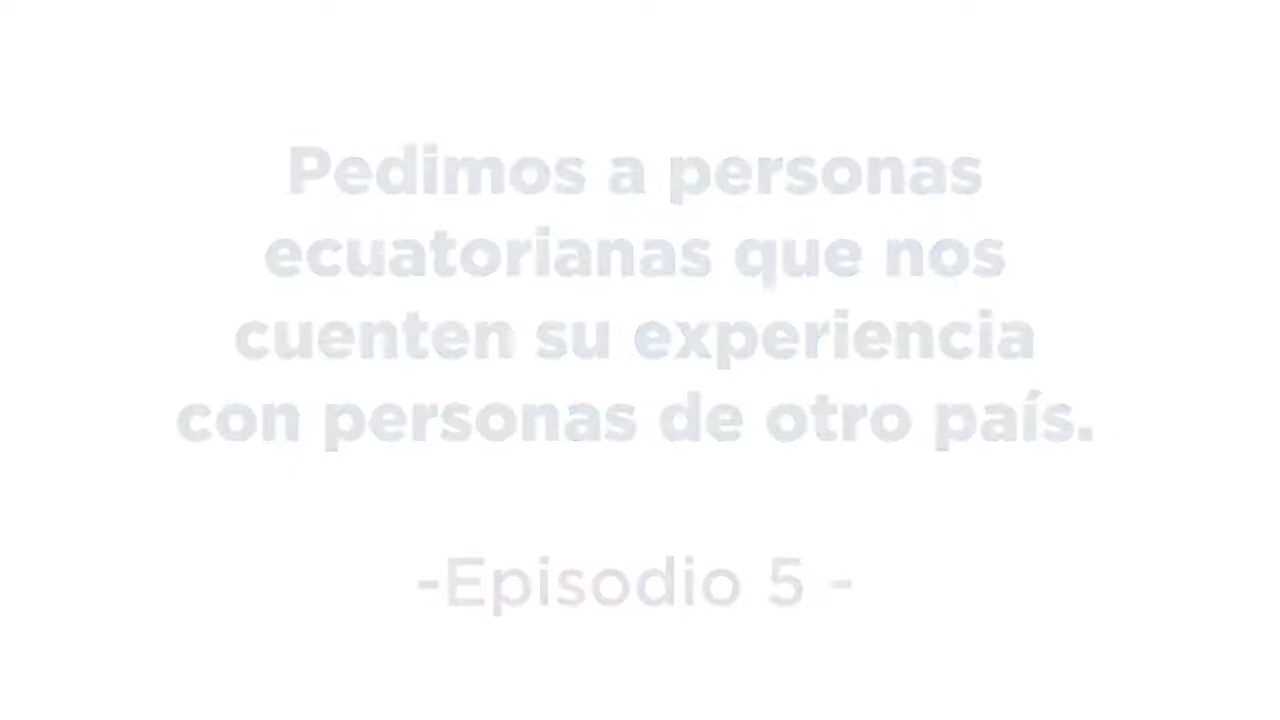 Pedimos a personas
ecuatorianas que nos
cuenten su experiencia
con personas de otro país.
-Episodio 5 -